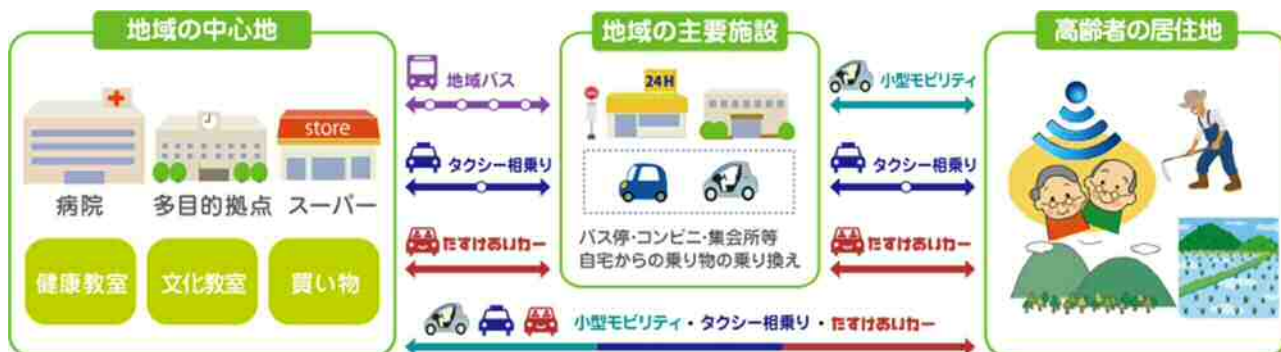 地域の中心地
store
病院
多目的拠点
スーパー
健康教室
文化教室
買い物
地域バス
タクシー相乗り
たすけあいカー
地域の主要施設
24H
バス停・コンビニ・集会所等
自宅からの乗り物の乗り換え
小型モビリティ
タクシー相乗り
たすけあいカー
高齢者の居住地
小型モビリティ・タクシー相乗り・たすけあいカー